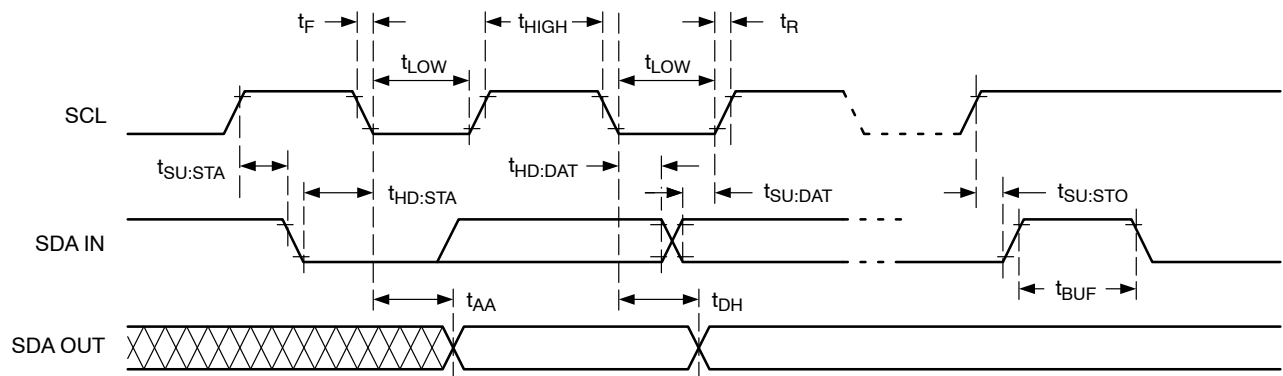 tF
tHIGH
tR
tLOW
tLOW
SCL
tSU:STA
tHD:DAT
tHD:STA
tSU:DAT
tSU:STO
SDA IN
tBUF
tAA
tDH
SDA OUT